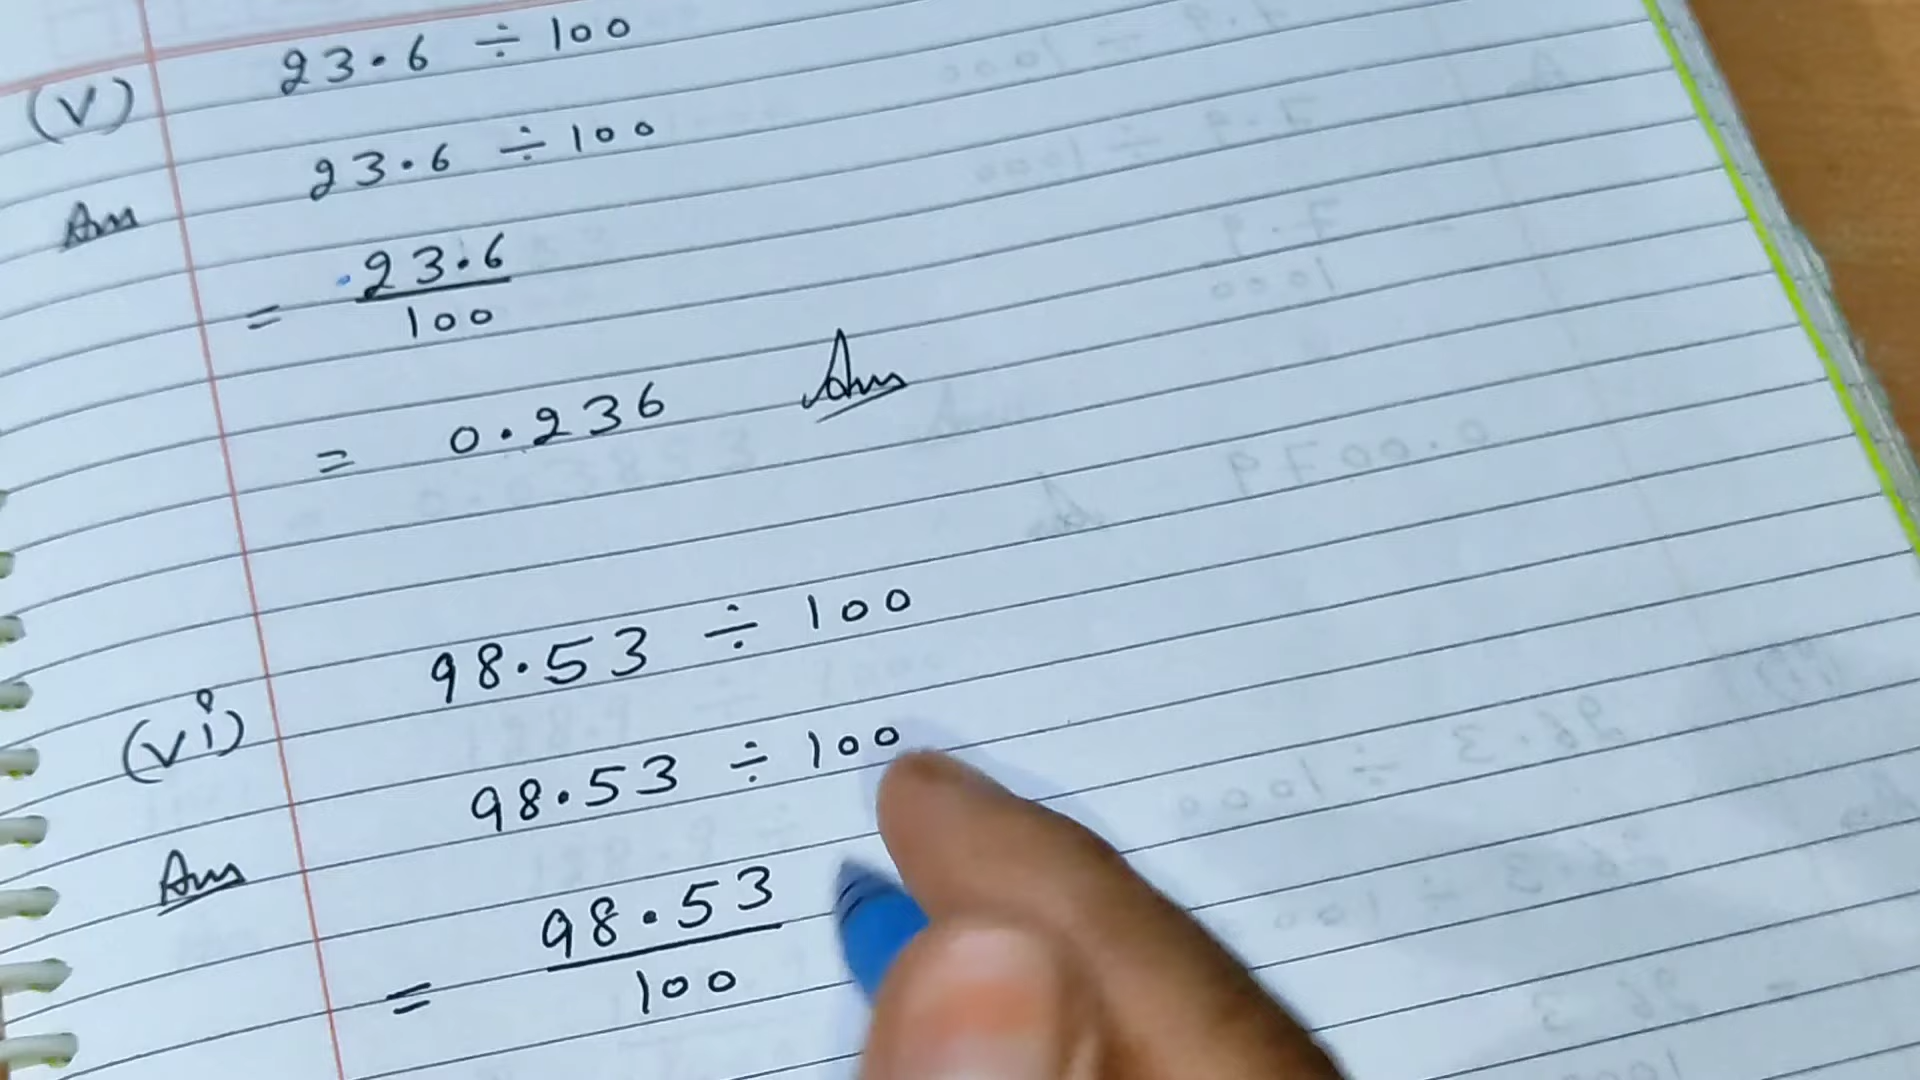 (v) 23.6 ÷ 100
Ans 23.6 ÷ 100
= 23.6
100
= 0.236 Ans
(vi) 98.53 ÷ 100
Ans 98.53 ÷ 100
= 98.53
100